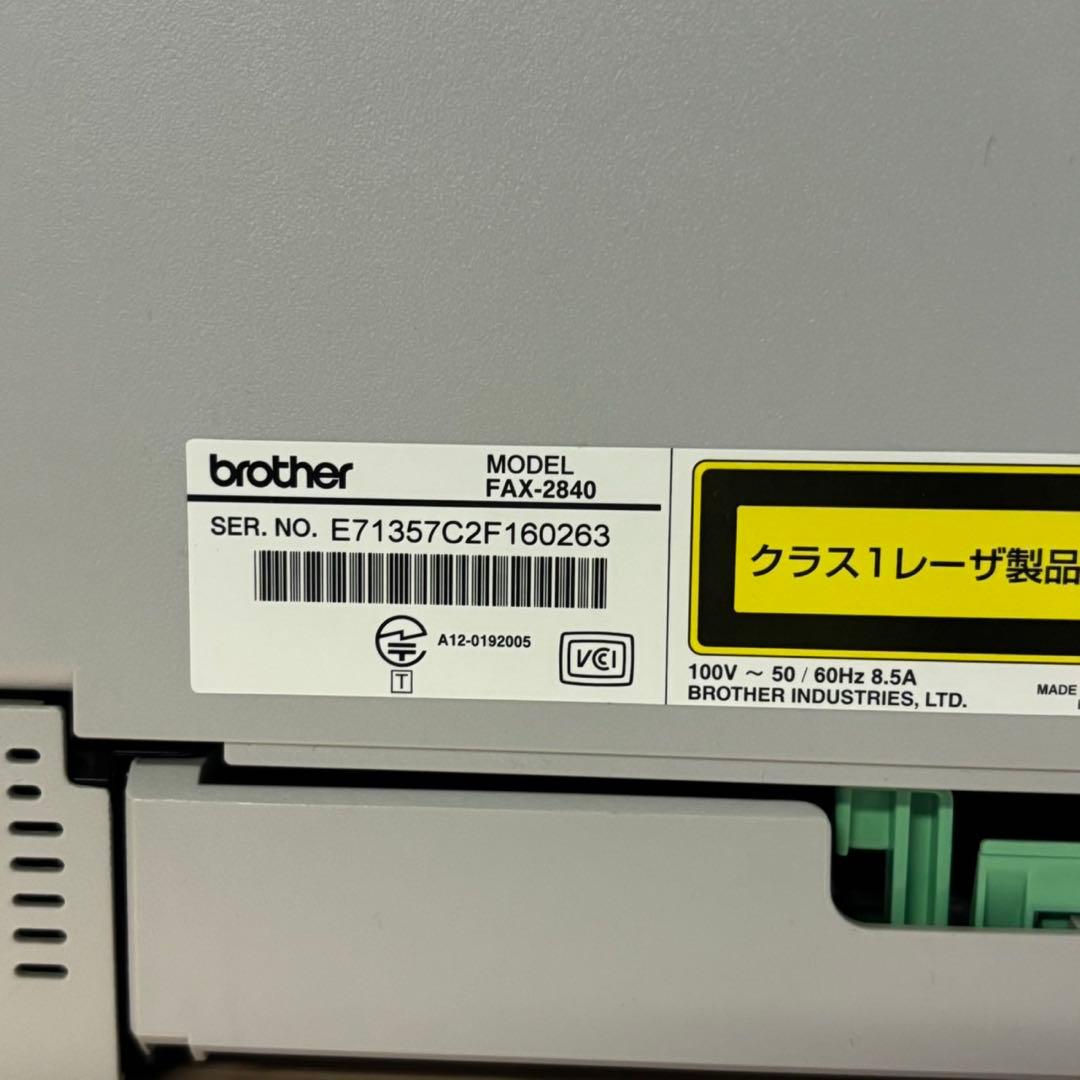 brother
MODEL
FAX-2840
SER. NO. E71357C2F160263
A12-0192005
T
VCI
クラス1レーザ製品
100V ～ 50 / 60Hz 8.5A
BROTHER INDUSTRIES, LTD.
MADE